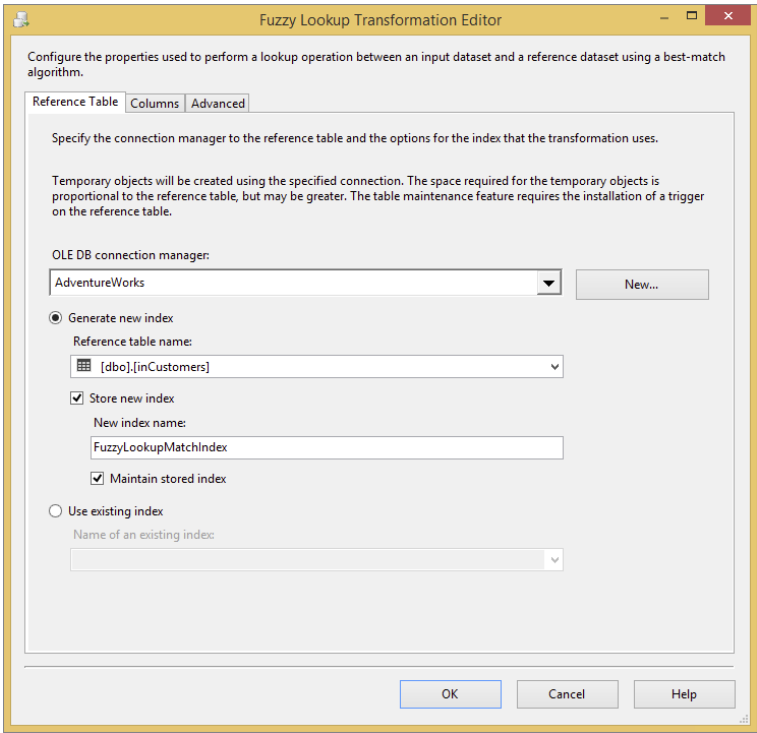 Fuzzy Lookup Transformation Editor
Configure the properties used to perform a lookup operation between an input dataset and a reference dataset using a best-match
algorithm.
Reference Table Columns Advanced
Specify the connection manager to the reference table and the options for the index that the transformation uses.
Temporary objects will be created using the specified connection. The space required for the temporary objects is
proportional to the reference table, but may be greater. The table maintenance feature requires the installation of a trigger
on the reference table.
OLE DB connection manager:
AdventureWorks
New...
Generate new index
Reference table name:
[dbo].[inCustomers]
Store new index
New index name:
FuzzyLookupMatchIndex
Maintain stored index
Use existing index
Name of an existing index:
OK Cancel Help